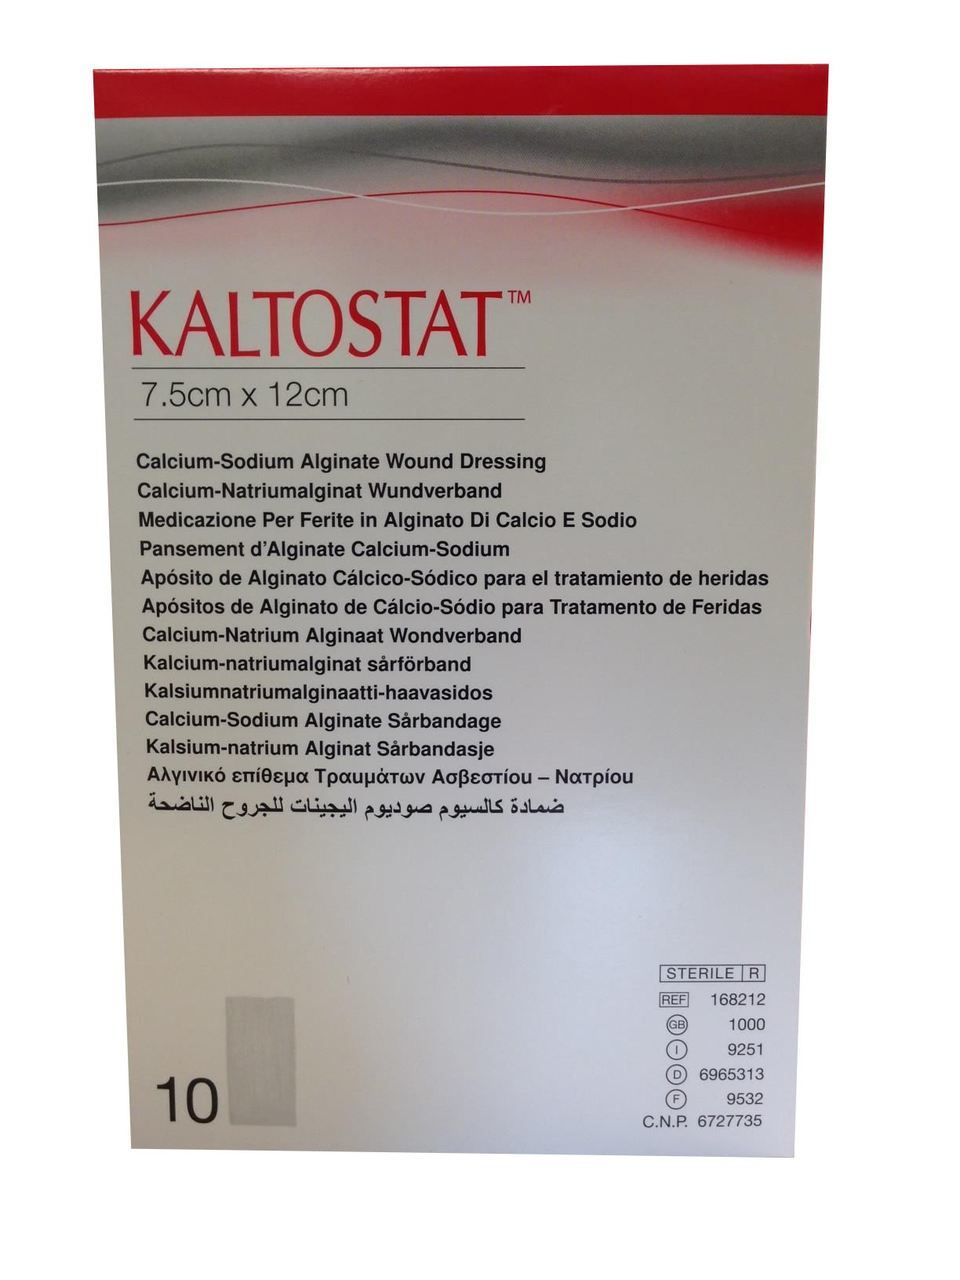 KALTOSTAT™
7.5cm x 12cm
Calcium-Sodium Alginate Wound Dressing
Calcium-Natriumalginat Wundverband
Medicazione Per Ferite in Alginato Di Calcio E Sodio
Pansement d'Alginate Calcium-Sodium
Apósito de Alginato Cálcico-Sódico para el tratamiento de heridas
Apósitos de Alginato de Cálcio-Sódio para Tratamento de Feridas
Calcium-Natrium Alginaat Wondverband
Kalcium-natriumalginat sårförband
Kalsiumnatriumalginaatti-haavasidos
Calcium-Sodium Alginate Sårbandage
Kalsium-natrium Alginat Sårbandasje
Αλγινικό επίθεμα Τραυμάτων Ασβεστίου – Νατρίου
ضمادة كالسيوم صوديوم اليجينات للجروح الناضحة
STERILE R
REF 168212
GB 1000
I 9251
D 6965313
F 9532
C.N.P. 6727735
10